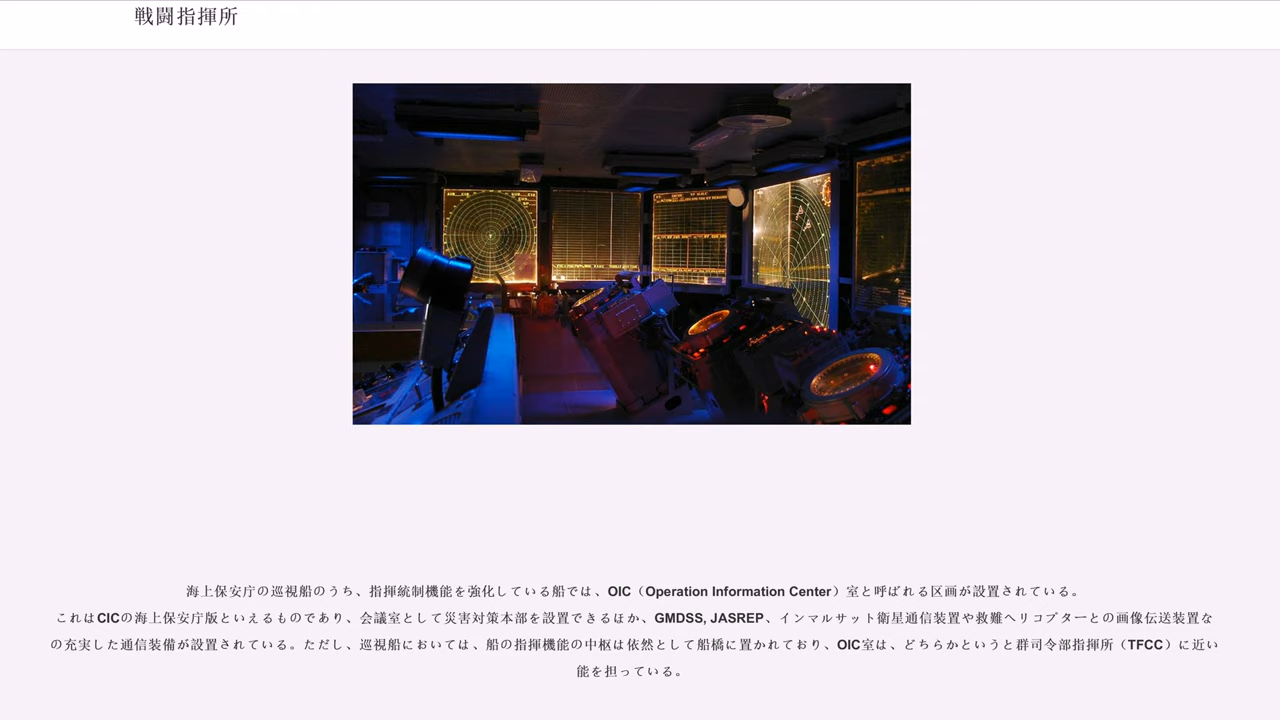 戦闘指揮所
海上保安庁の巡視船のうち、指揮統制機能を強化している船では、OIC（Operation Information Center）室と呼ばれる区画が設置されている。
これはCICの海上保安庁版といえるものであり、会議室として災害対策本部を設置できるほか、GMDSS, JASREP、インマルサット衛星通信装置や救難ヘリコプターとの画像伝送装置な
の充実した通信装備が設置されている。ただし、巡視船においては、船の指揮機能の中枢は依然として船橋に置かれており、OIC室は、どちらかというと群司令部指揮所（TFCC）に近い
能を担っている。